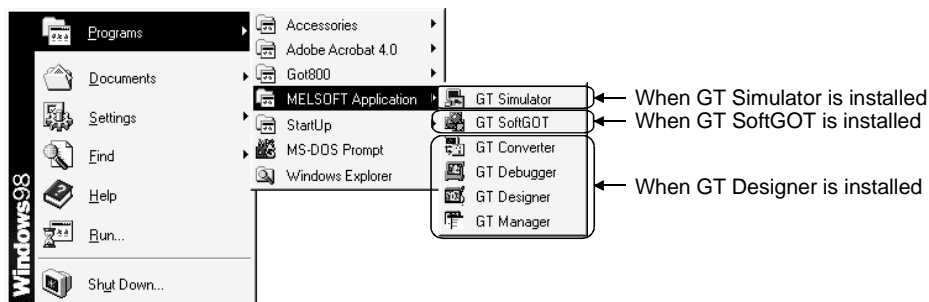 Windows98
Programs
Documents
Settings
Find
Help
Run...
Shut Down...
Accessories
Adobe Acrobat 4.0
Got800
MELSOFT Application
StartUp
MS-DOS Prompt
Windows Explorer
GT Simulator
GT SoftGOT
GT Converter
GT Debugger
GT Designer
GT Manager
When GT Simulator is installed
When GT SoftGOT is installed
When GT Designer is installed